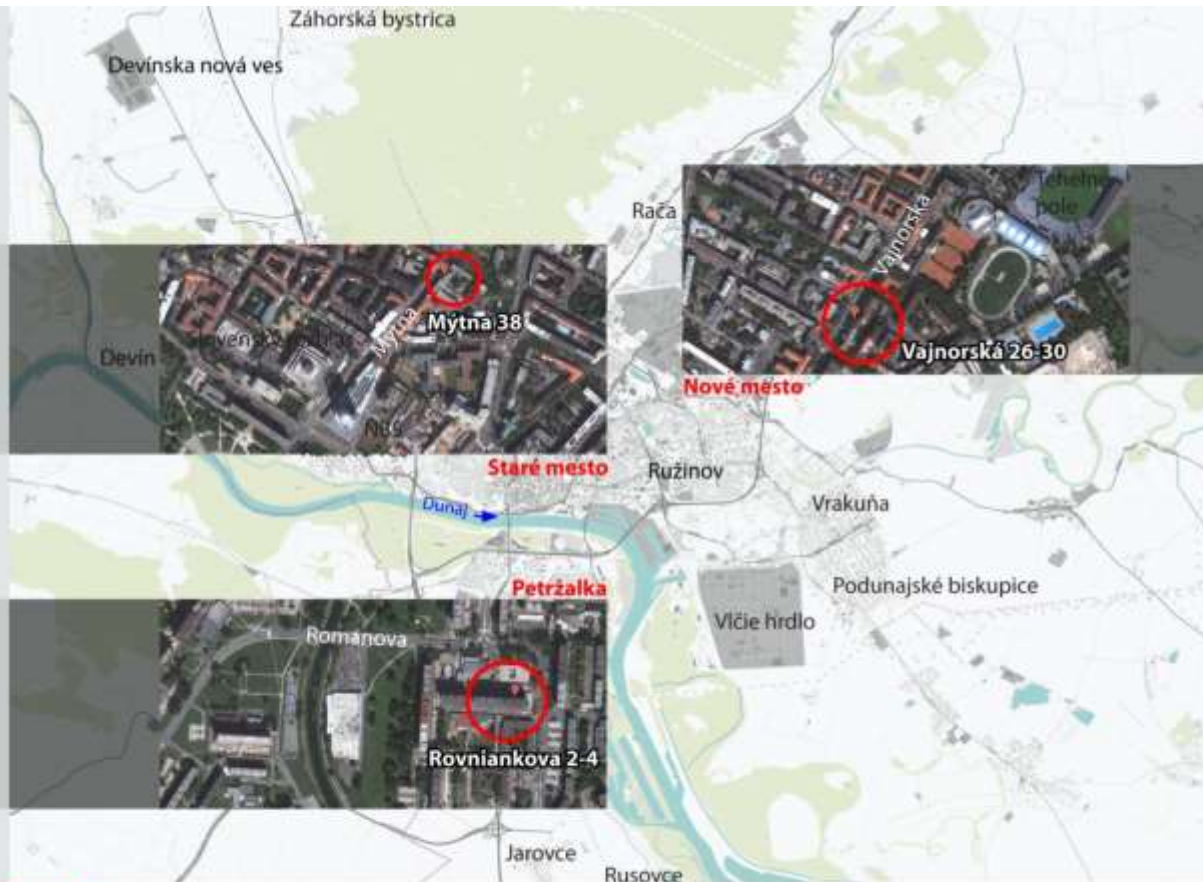 Záhorská bystrica
Devínska nová ves
Rača
Tehelné
pole
Vajnorská
Vajnorská 26-30
Nové mesto
Mýtna 38
Mýtna
Devín
Staré mesto
Ružinov
Vrakuňa
Dunaj
Petržalka
Podunajské biskupice
Vlčie hrdlo
Romanova
Rovniankova 2-4
Jarovce
Rusovce